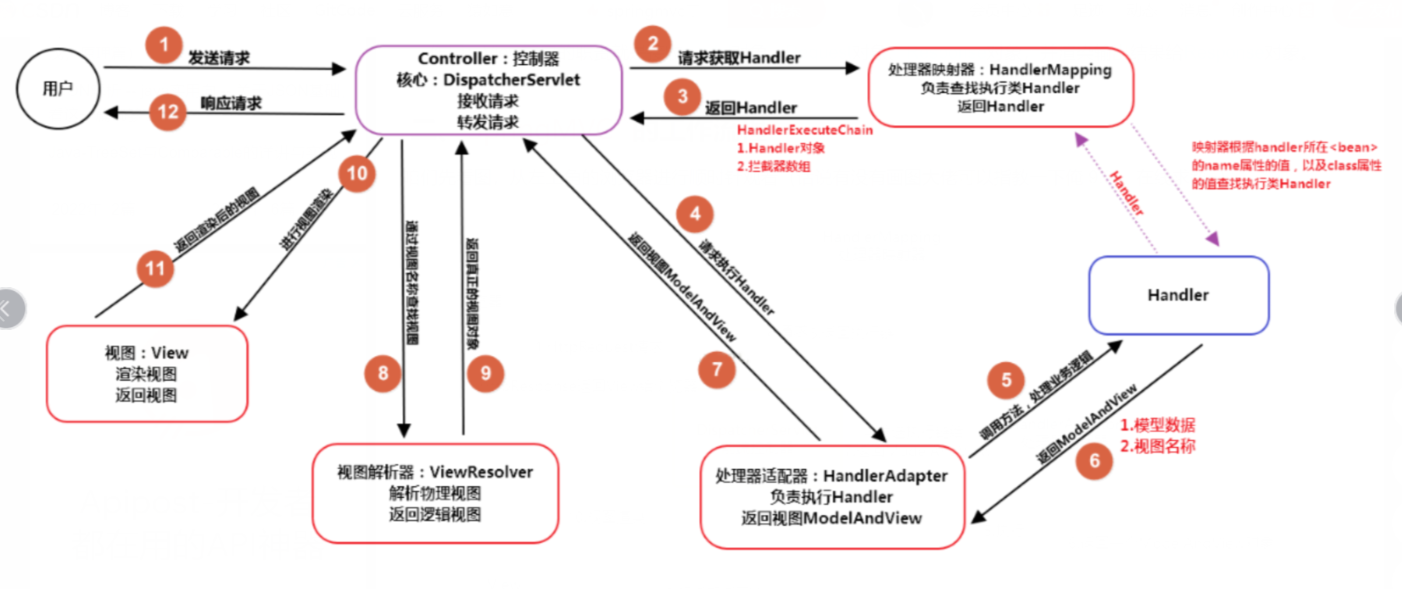 1
发送请求
用户
12
响应请求
Controller：控制器
核心：DispatcherServlet
接收请求
转发请求
2
请求获取Handler
3
返回Handler
HandlerExecuteChain
1.Handler对象
2.拦截器数组
处理器映射器：HandlerMapping
负责查找执行类Handler
返回Handler
映射器根据handler所在<bean>
的name属性的值，以及class属性
的值查找执行类Handler
Handler
Handler
4
请求执行Handler
5
调用方法，处理业务逻辑
6
返回ModelAndView
1.模型数据
2.视图名称
处理器适配器：HandlerAdapter
负责执行Handler
返回视图ModelAndView
7
返回视图ModelAndView
8
通过视图名称查找视图
9
返回真正的视图对象
视图解析器：ViewResolver
解析物理视图
返回逻辑视图
10
进行视图渲染
11
返回渲染后的视图
视图：View
渲染视图
返回视图